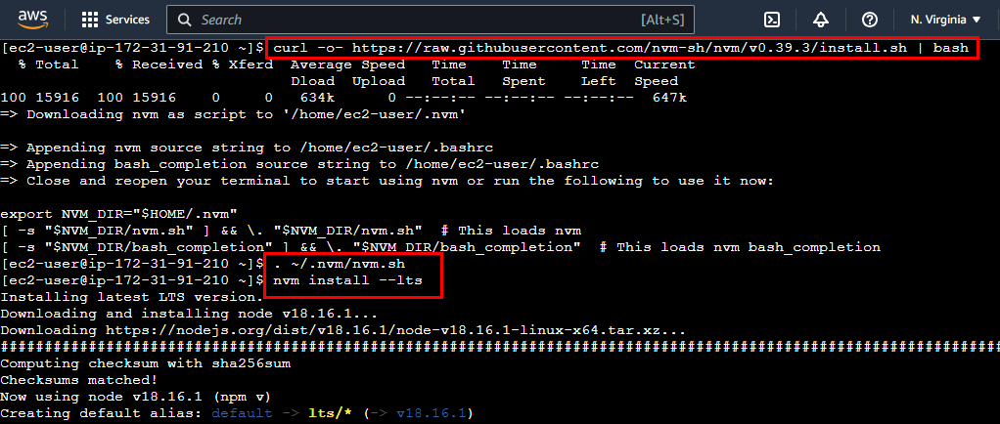 aws Services Search [Alt+S] N. Virginia
[ec2-user@ip-172-31-91-210 ~]$ curl -o- https://raw.githubusercontent.com/nvm-sh/nvm/v0.39.3/install.sh | bash
  % Total    % Received % Xferd  Average Speed   Time    Time     Time  Current
                                 Dload  Upload   Total   Spent    Left  Speed
100 15916  100 15916    0     0   634k      0 --:--:-- --:--:-- --:--:--  647k
=> Downloading nvm as script to '/home/ec2-user/.nvm'

=> Appending nvm source string to /home/ec2-user/.bashrc
=> Appending bash_completion source string to /home/ec2-user/.bashrc
=> Close and reopen your terminal to start using nvm or run the following to use it now:

export NVM_DIR="$HOME/.nvm"
[ -s "$NVM_DIR/nvm.sh" ] && \. "$NVM_DIR/nvm.sh"  # This loads nvm
[ -s "$NVM_DIR/bash_completion" ] && \. "$NVM_DIR/bash_completion"  # This loads nvm bash_completion
[ec2-user@ip-172-31-91-210 ~]$ . ~/.nvm/nvm.sh
[ec2-user@ip-172-31-91-210 ~]$ nvm install --lts
Installing latest LTS version.
Downloading and installing node v18.16.1...
Downloading https://nodejs.org/dist/v18.16.1/node-v18.16.1-linux-x64.tar.xz...
##################################################################################################################
Computing checksum with sha256sum
Checksums matched!
Now using node v18.16.1 (npm v)
Creating default alias: default -> lts/* (-> v18.16.1)